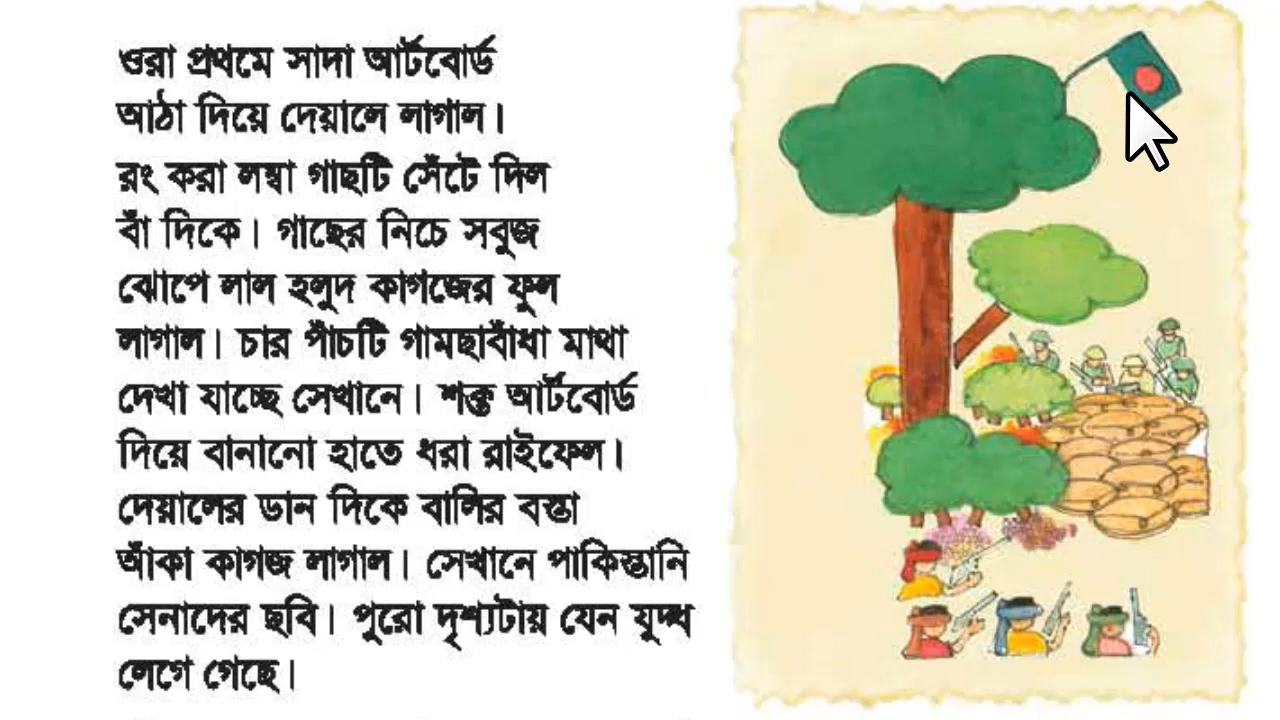 ওরা প্রথমে সাদা আর্টবোর্ড
আঠা দিয়ে দেয়ালে লাগাল।
রং করা লম্বা গাছটি সেঁটে দিল
বাঁ দিকে। গাছের নিচে সবুজ
ঝোপে লাল হলুদ কাগজের ফুল
লাগাল। চার পাঁচটি গামছাবাঁধা মাথা
দেখা যাচ্ছে সেখানে। শক্ত আর্টবোর্ড
দিয়ে বানানো হাতে ধরা রাইফেল।
দেয়ালের ডান দিকে বালির বস্তা
আঁকা কাগজ লাগাল। সেখানে পাকিস্তানি
সেনাদের ছবি। পুরো দৃশ্যটায় যেন যুদ্ধ
লেগে গেছে।